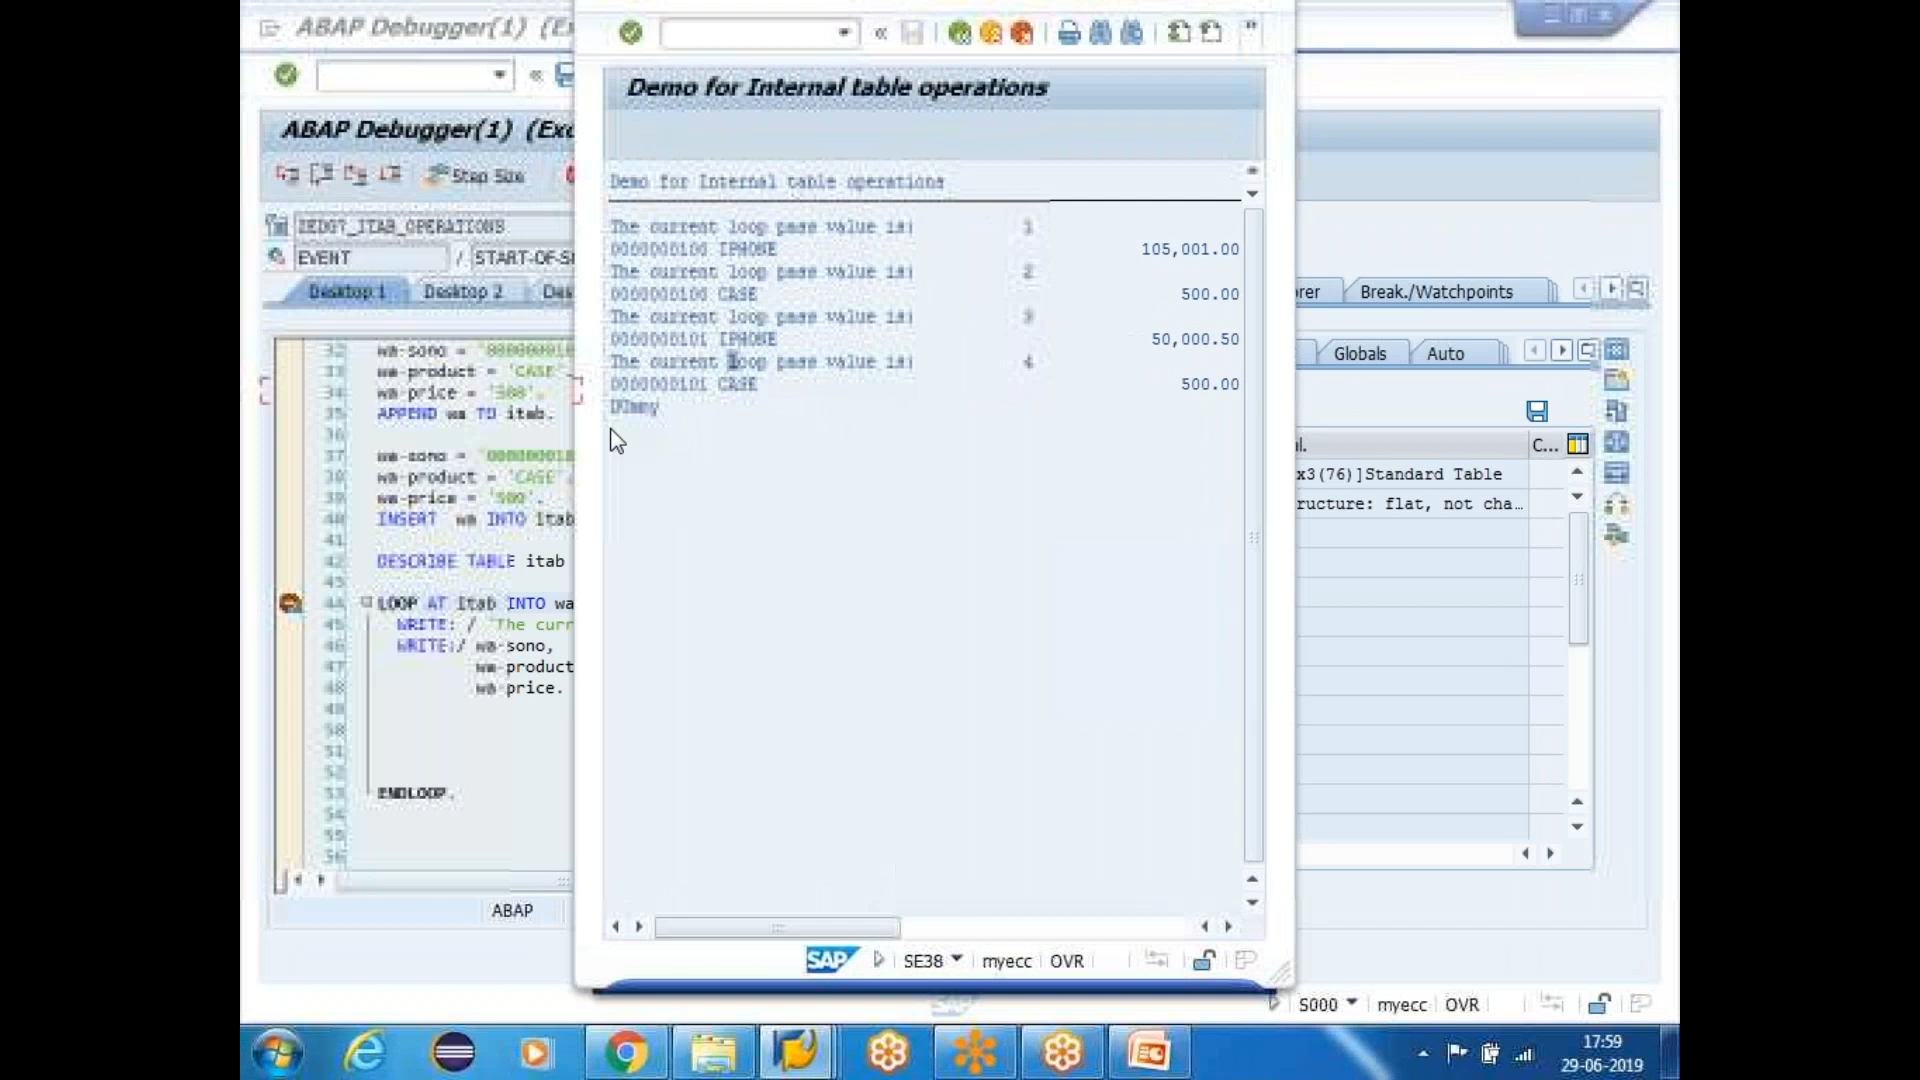 ABAP Debugger(1) (Ex
ABAP Debugger(1) (Exc
Step Size
ZEDGT_ITAB_OPERATIONS
EVENT / START-OF-S
Desktop 1 Desktop 2 Des
wa-sono =
33 wa-product = 'CASE'
34 wa-price = '500'.
35 APPEND wa TO itab.
36
37 wa-sono =
38 wa-product = 'CASE'.
39 wa-price = '500'.
40 INSERT wa INTO itab
41
42 DESCRIBE TABLE itab
43
44 LOOP AT itab INTO wa
45 WRITE: / 'The curr
46 WRITE:/ wa-sono,
47 wa-product
48 wa-price.
49
50
51
52
53 ENDLOOP.
54
55
56
ABAP
Demo for Internal table operations
Demo for Internal table operations
The current loop pass value is: 1
0000000100 IPHONE 105,001.00
The current loop pass value is: 2
0000000100 CASE 500.00
The current loop pass value is: 3
0000000101 IPHONE 50,000.50
The current loop pass value is: 4
0000000101 CASE 500.00
DUmmy
SAP SE38 myecc OVR
rer Break./Watchpoints
Globals Auto
l. C...
x3(76)]Standard Table
ructure: flat, not cha...
S000 myecc OVR
17:59
29-06-2019